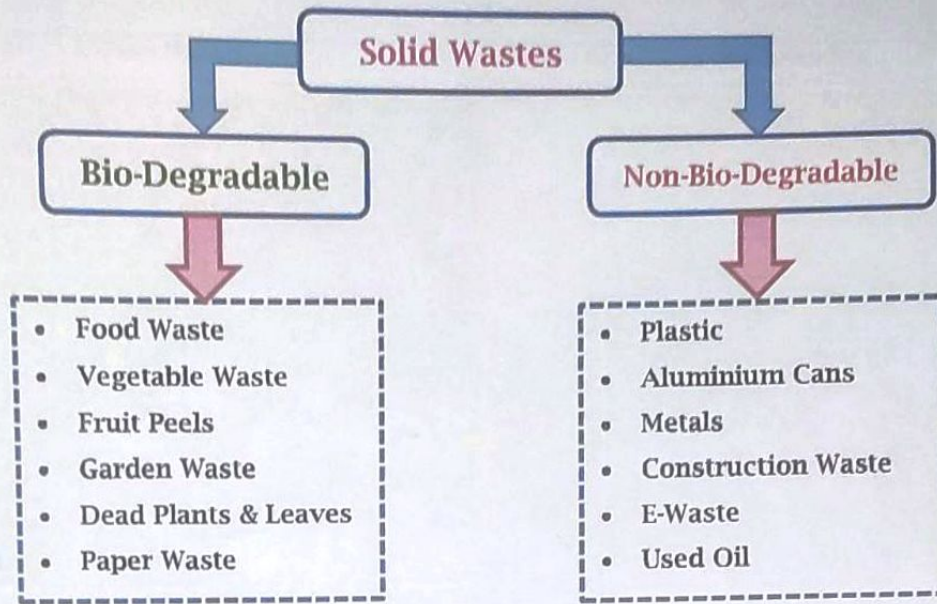 Solid Wastes
Bio-Degradable
Non-Bio-Degradable
• Food Waste
• Vegetable Waste
• Fruit Peels
• Garden Waste
• Dead Plants & Leaves
• Paper Waste
• Plastic
• Aluminium Cans
• Metals
• Construction Waste
• E-Waste
• Used Oil